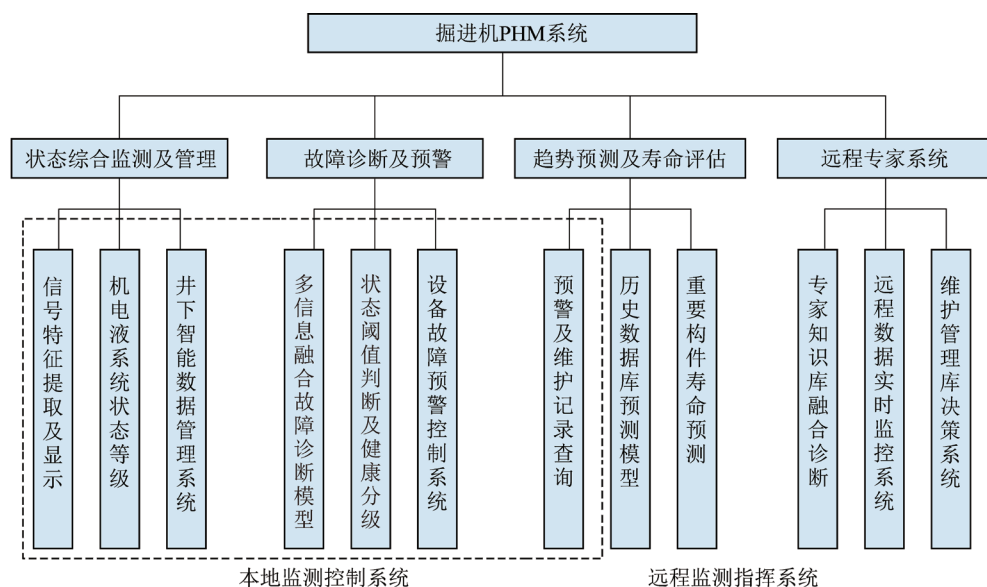 掘进机PHM系统
状态综合监测及管理
故障诊断及预警
趋势预测及寿命评估
远程专家系统
信号特征提取及显示
机电液系统状态等级
井下智能数据管理系统
多信息融合故障诊断模型
状态阈值判断及健康分级
设备故障预警控制系统
预警及维护记录查询
历史数据库预测模型
重要构件寿命预测
专家知识库融合诊断
远程数据实时监控系统
维护管理库决策系统
本地监测控制系统
远程监测指挥系统